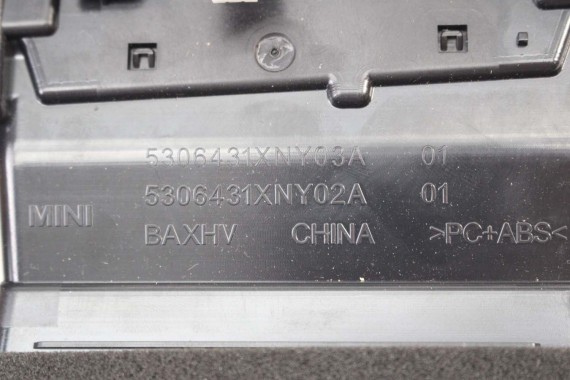 5306431XNY03A 01
5306431XNY02A 01
MINI
BAXHV CHINA >PC+ABS<